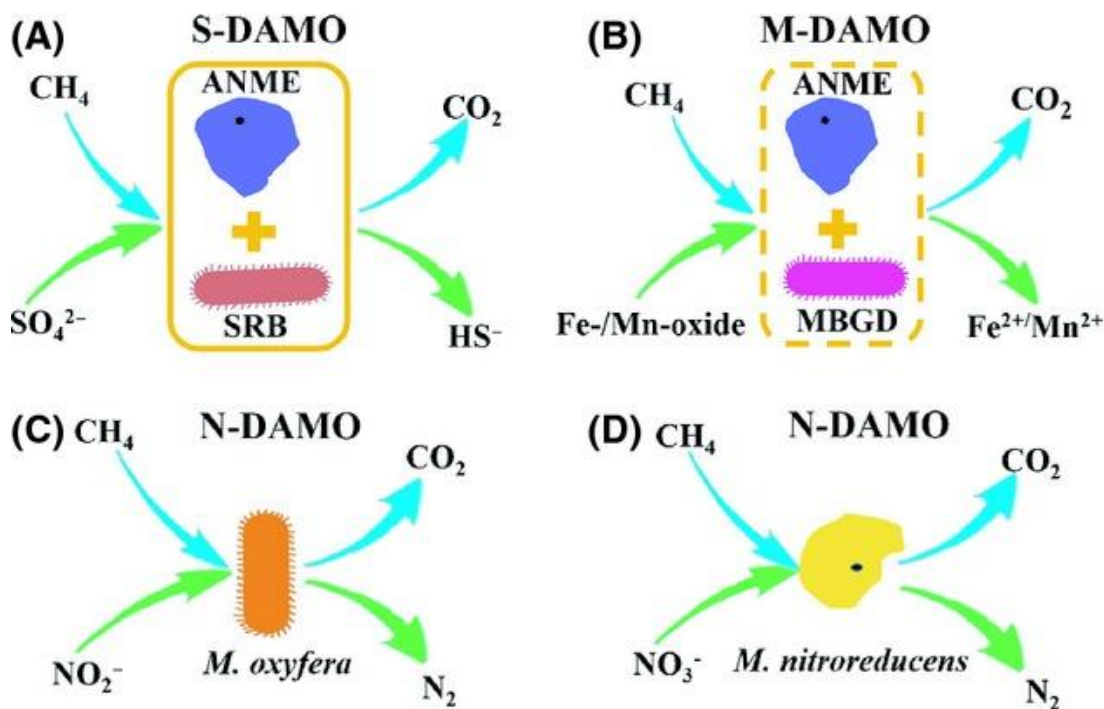 (A)
S-DAMO
ANME
CH₄
CO₂
SO₄²⁻
SRB
HS⁻
(B)
M-DAMO
ANME
CH₄
CO₂
Fe-/Mn-oxide
MBGD
Fe²⁺/Mn²⁺
(C)
N-DAMO
CH₄
CO₂
NO₂⁻
M. oxyfera
N₂
(D)
N-DAMO
CH₄
CO₂
NO₃⁻
M. nitroreducens
N₂